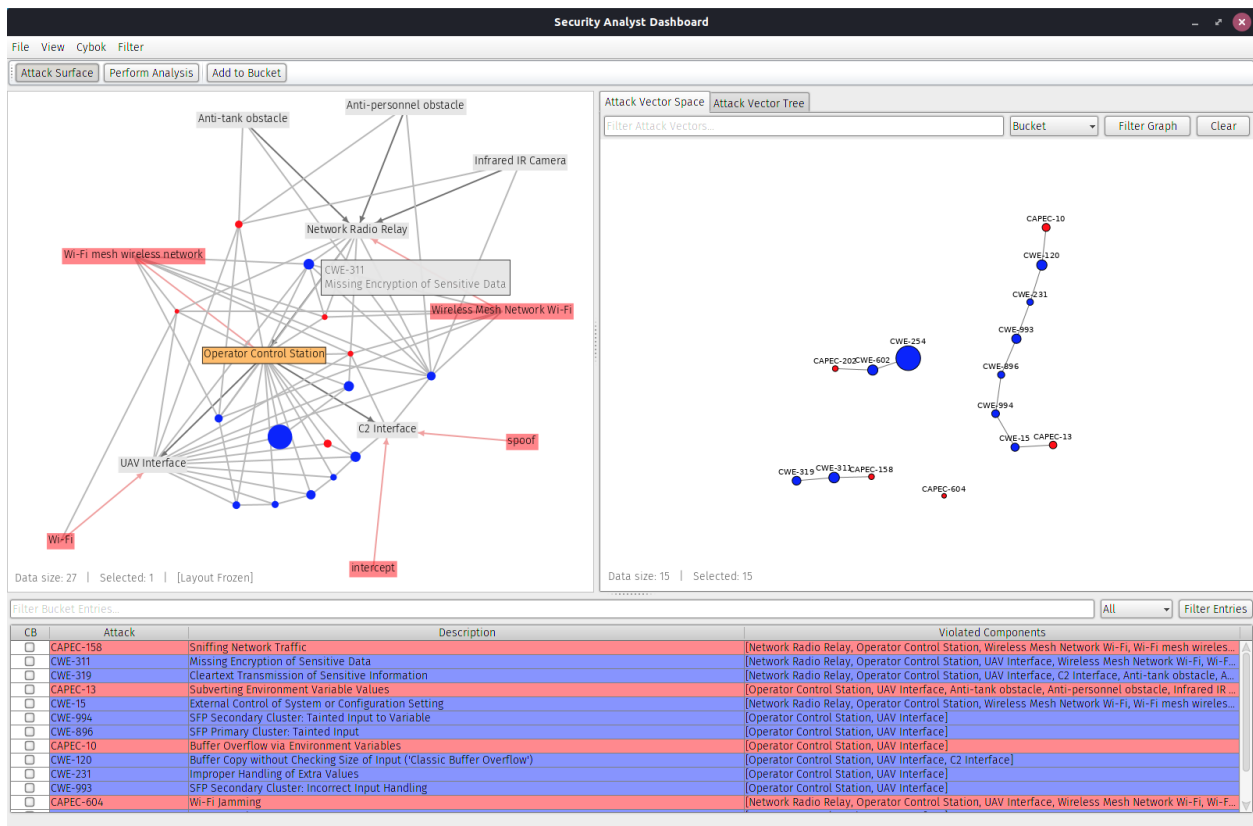 Security Analyst Dashboard
File View Cybok Filter
Attack Surface Perform Analysis Add to Bucket
Anti-tank obstacle
Anti-personnel obstacle
Infrared IR Camera
Network Radio Relay
Wi-Fi mesh wireless network
CWE-311
Missing Encryption of Sensitive Data
Wireless Mesh Network Wi-Fi
Operator Control Station
C2 Interface
spoof
UAV Interface
Wi-Fi
intercept
Data size: 27 | Selected: 1 | [Layout Frozen]
Attack Vector Space Attack Vector Tree
Filter Attack Vectors... Bucket Filter Graph Clear
CAPEC-10
CWE-120
CWE-231
CWE-993
CWE-254
CAPEC-202 CWE-602
CWE-896
CWE-994
CWE-15 CAPEC-13
CWE-319 CWE-311 CAPEC-158
CAPEC-604
Data size: 15 | Selected: 15
Filter Bucket Entries... All Filter Entries
CB Attack Description Violated Components
CAPEC-158 Sniffing Network Traffic [Network Radio Relay, Operator Control Station, Wireless Mesh Network Wi-Fi, Wi-Fi mesh wireles...
CWE-311 Missing Encryption of Sensitive Data [Network Radio Relay, Operator Control Station, UAV Interface, Wireless Mesh Network Wi-Fi, Wi-F...
CWE-319 Cleartext Transmission of Sensitive Information [Network Radio Relay, Operator Control Station, UAV Interface, C2 Interface, Anti-tank obstacle, A...
CAPEC-13 Subverting Environment Variable Values [Operator Control Station, UAV Interface, Anti-tank obstacle, Anti-personnel obstacle, Infrared IR ...
CWE-15 External Control of System or Configuration Setting [Network Radio Relay, Operator Control Station, Wireless Mesh Network Wi-Fi, Wi-Fi mesh wireles...
CWE-994 SFP Secondary Cluster: Tainted Input to Variable [Operator Control Station, UAV Interface]
CWE-896 SFP Primary Cluster: Tainted Input [Operator Control Station, UAV Interface]
CAPEC-10 Buffer Overflow via Environment Variables [Operator Control Station, UAV Interface]
CWE-120 Buffer Copy without Checking Size of Input ('Classic Buffer Overflow') [Operator Control Station, UAV Interface, C2 Interface]
CWE-231 Improper Handling of Extra Values [Operator Control Station, UAV Interface]
CWE-993 SFP Secondary Cluster: Incorrect Input Handling [Operator Control Station, UAV Interface]
CAPEC-604 Wi-Fi Jamming [Network Radio Relay, Operator Control Station, UAV Interface, Wireless Mesh Network Wi-Fi, Wi-F...